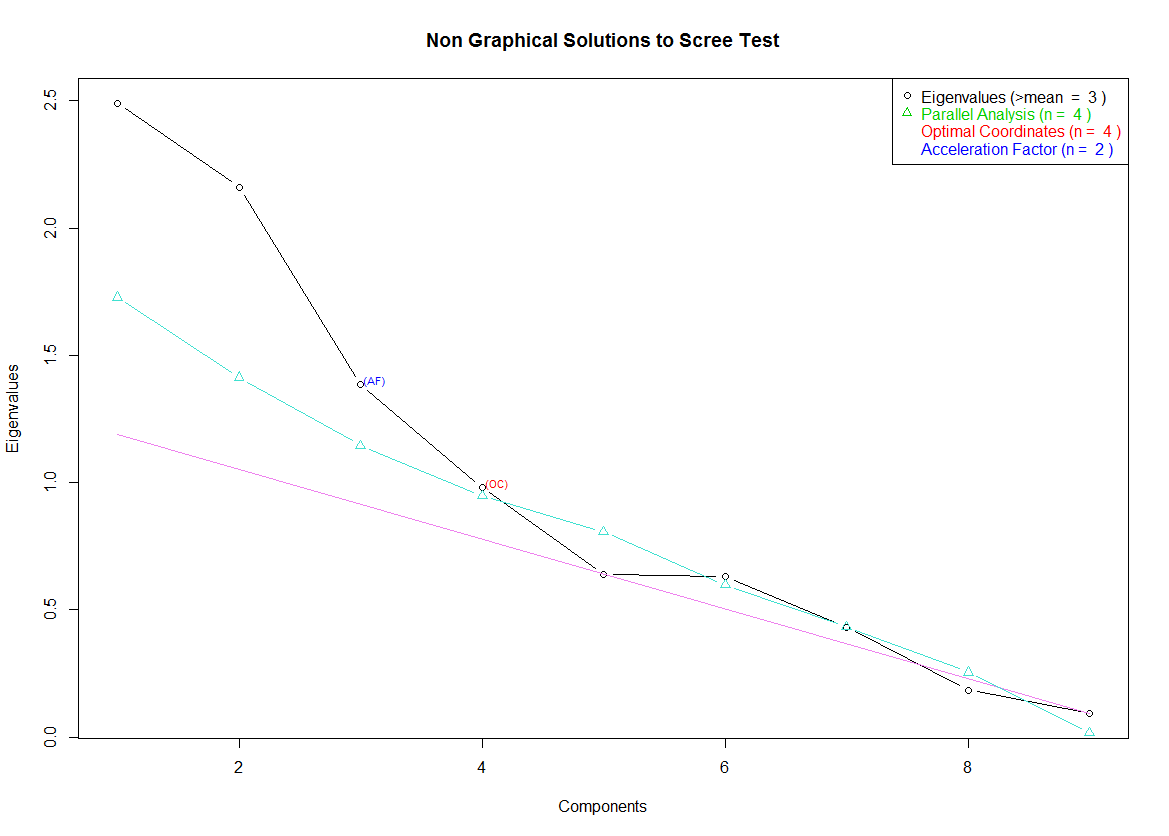 Non Graphical Solutions to Scree Test
Eigenvalues (>mean  =  3 )
Parallel Analysis (n =  4 )
Optimal Coordinates (n =  4 )
Acceleration Factor (n =  2 )
2.5
2.0
1.5
1.0
0.5
0.0
Eigenvalues
(AF)
(OC)
2 4 6 8
Components